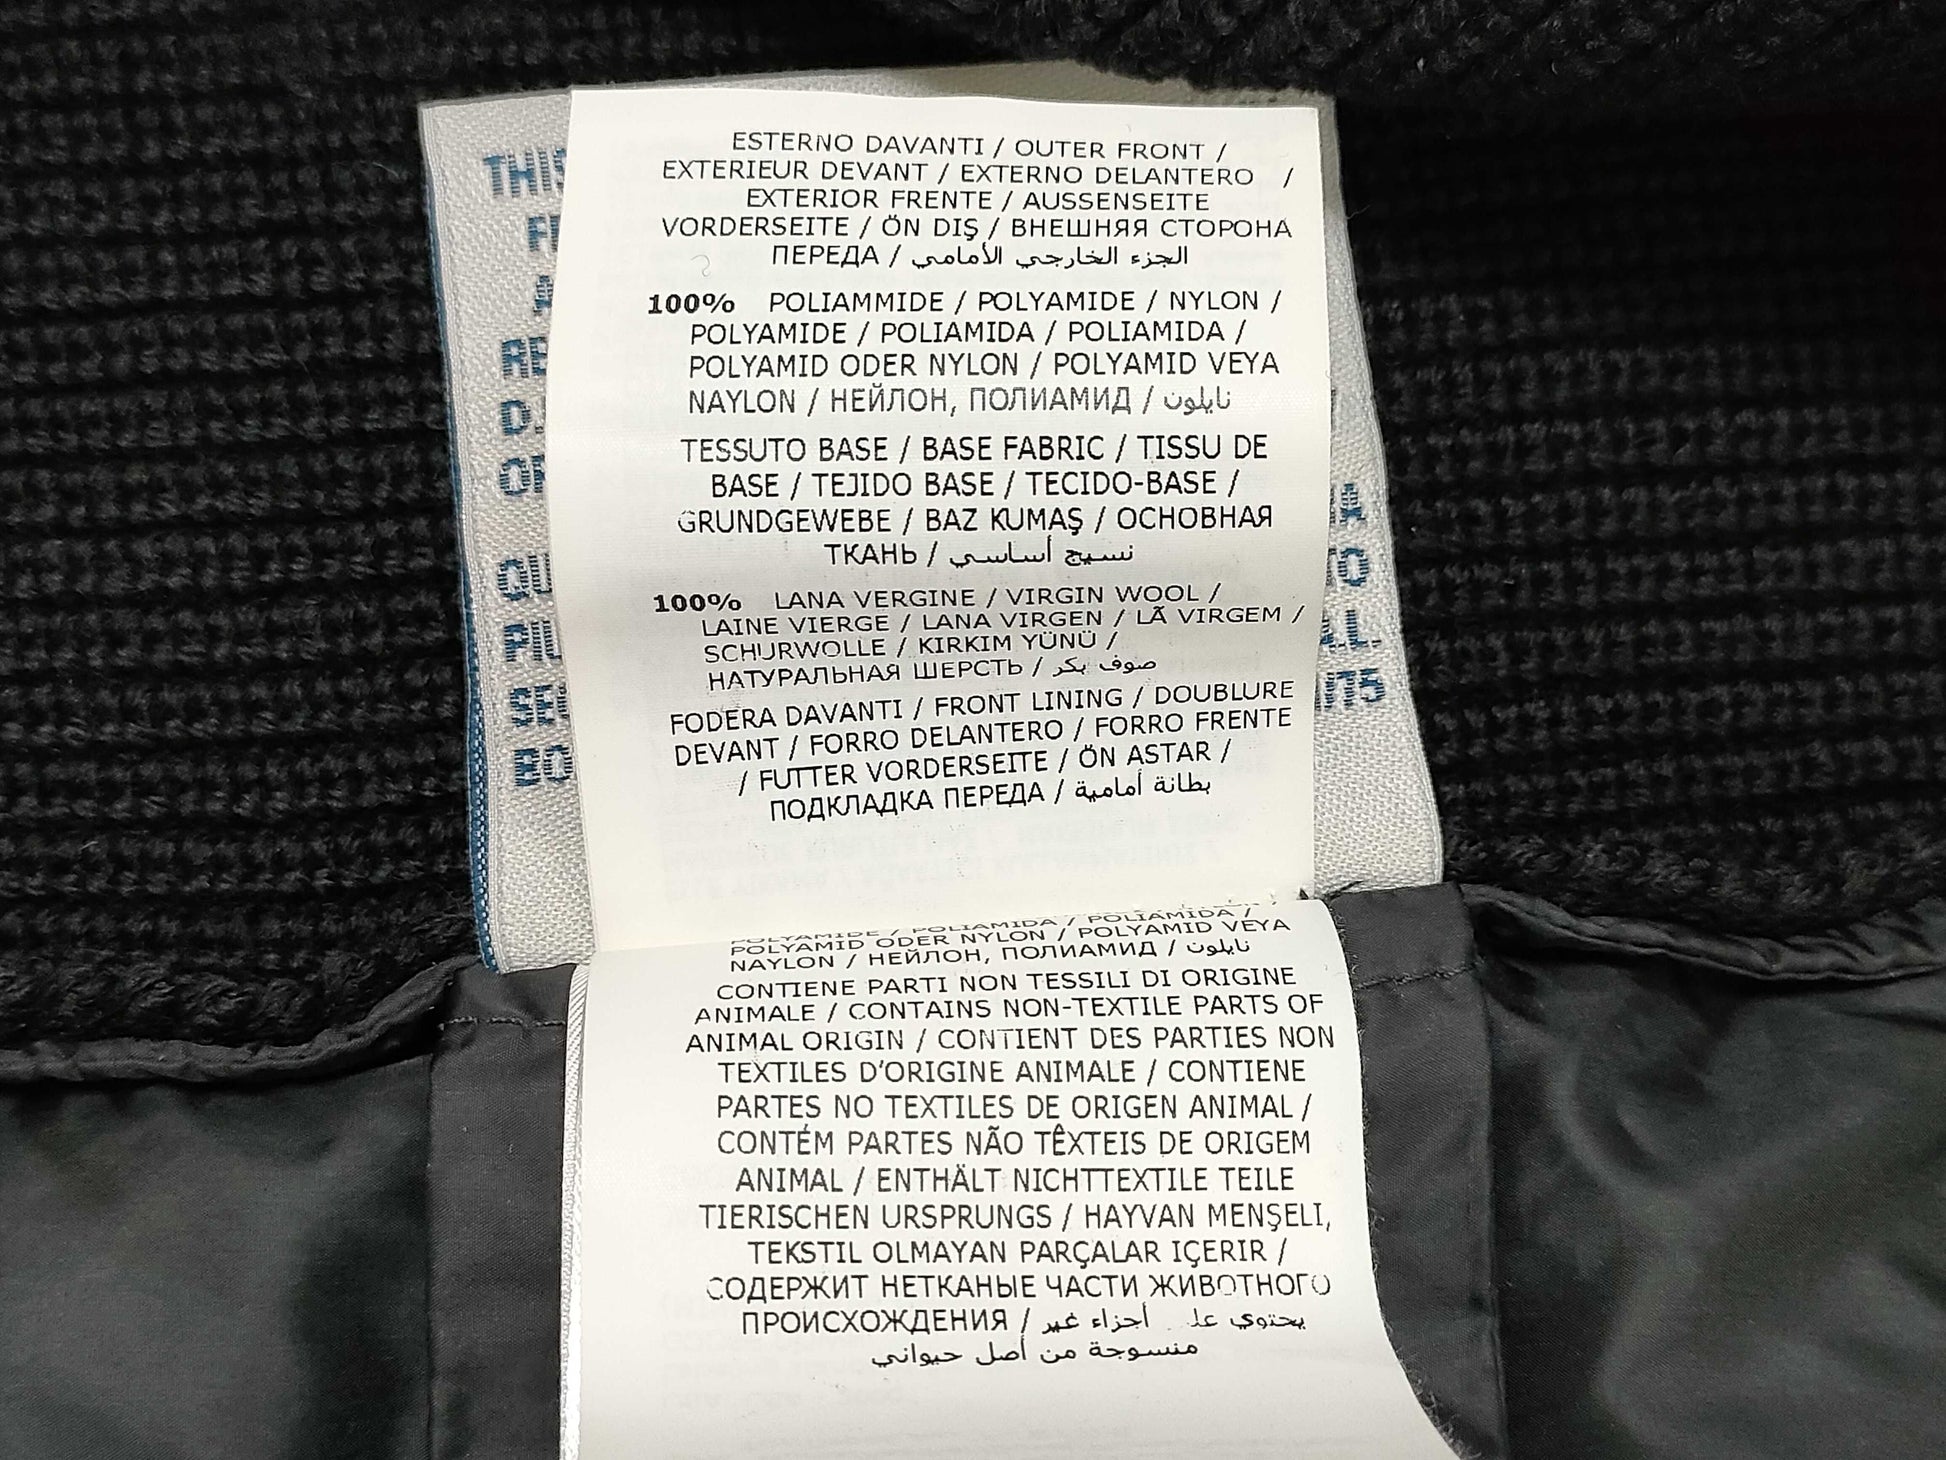 ESTERNO DAVANTI / OUTER FRONT /
EXTERIEUR DEVANT / EXTERNO DELANTERO /
EXTERIOR FRENTE / AUSSENSEITE
VORDERSEITE / ÖN DIŞ / ВНЕШНЯЯ СТОРОНА
ПЕРЕДА / الجزء الخارجي الأمامي
100% POLIAMMIDE / POLYAMIDE / NYLON /
POLYAMIDE / POLIAMIDA / POLIAMIDA /
POLYAMID ODER NYLON / POLYAMID VEYA
NAYLON / НЕЙЛОН, ПОЛИАМИД / نايلون
TESSUTO BASE / BASE FABRIC / TISSU DE
BASE / TEJIDO BASE / TECIDO-BASE /
GRUNDGEWEBE / BAZ KUMAŞ / ОСНОВНАЯ
ТКАНЬ / نسيج أساسي
100% LANA VERGINE / VIRGIN WOOL /
LAINE VIERGE / LANA VIRGEN / LÃ VIRGEM /
SCHURWOLLE / KIRKIM YÜNÜ /
НАТУРАЛЬНАЯ ШЕРСТЬ / صوف بكر
FODERA DAVANTI / FRONT LINING / DOUBLURE
DEVANT / FORRO DELANTERO / FORRO FRENTE
/ FUTTER VORDERSEITE / ÖN ASTAR /
ПОДКЛАДКА ПЕРЕДА / بطانة أمامية
POLYAMIDE / POLIAMIDA / POLIAMIDA /
POLYAMID ODER NYLON / POLYAMID VEYA
NAYLON / НЕЙЛОН, ПОЛИАМИД / نايلون
CONTIENE PARTI NON TESSILI DI ORIGINE
ANIMALE / CONTAINS NON-TEXTILE PARTS OF
ANIMAL ORIGIN / CONTIENT DES PARTIES NON
TEXTILES D'ORIGINE ANIMALE / CONTIENE
PARTES NO TEXTILES DE ORIGEN ANIMAL /
CONTÉM PARTES NÃO TÊXTEIS DE ORIGEM
ANIMAL / ENTHÄLT NICHTTEXTILE TEILE
TIERISCHEN URSPRUNGS / HAYVAN MENŞELİ,
TEKSTIL OLMAYAN PARÇALAR IÇERIR /
СОДЕРЖИТ НЕТКАНЫЕ ЧАСТИ ЖИВОТНОГО
ПРОИСХОЖДЕНИЯ / يحتوي أجزاء غير
منسوجة من أصل حيواني
THIS